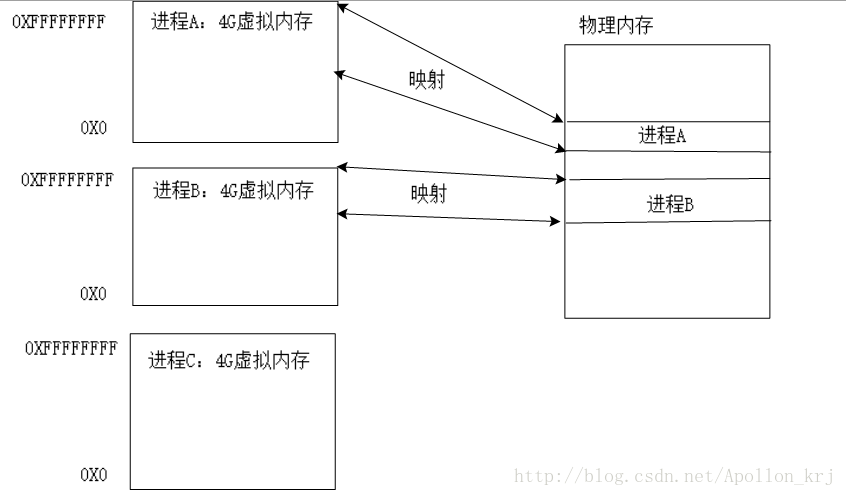 0XFFFFFFFF
进程A：4G虚拟内存
物理内存
映射
0X0
进程A
0XFFFFFFFF
进程B：4G虚拟内存
映射
进程B
0X0
0XFFFFFFFF
进程C：4G虚拟内存
0X0
http://blog.csdn.net/Apollon_krj